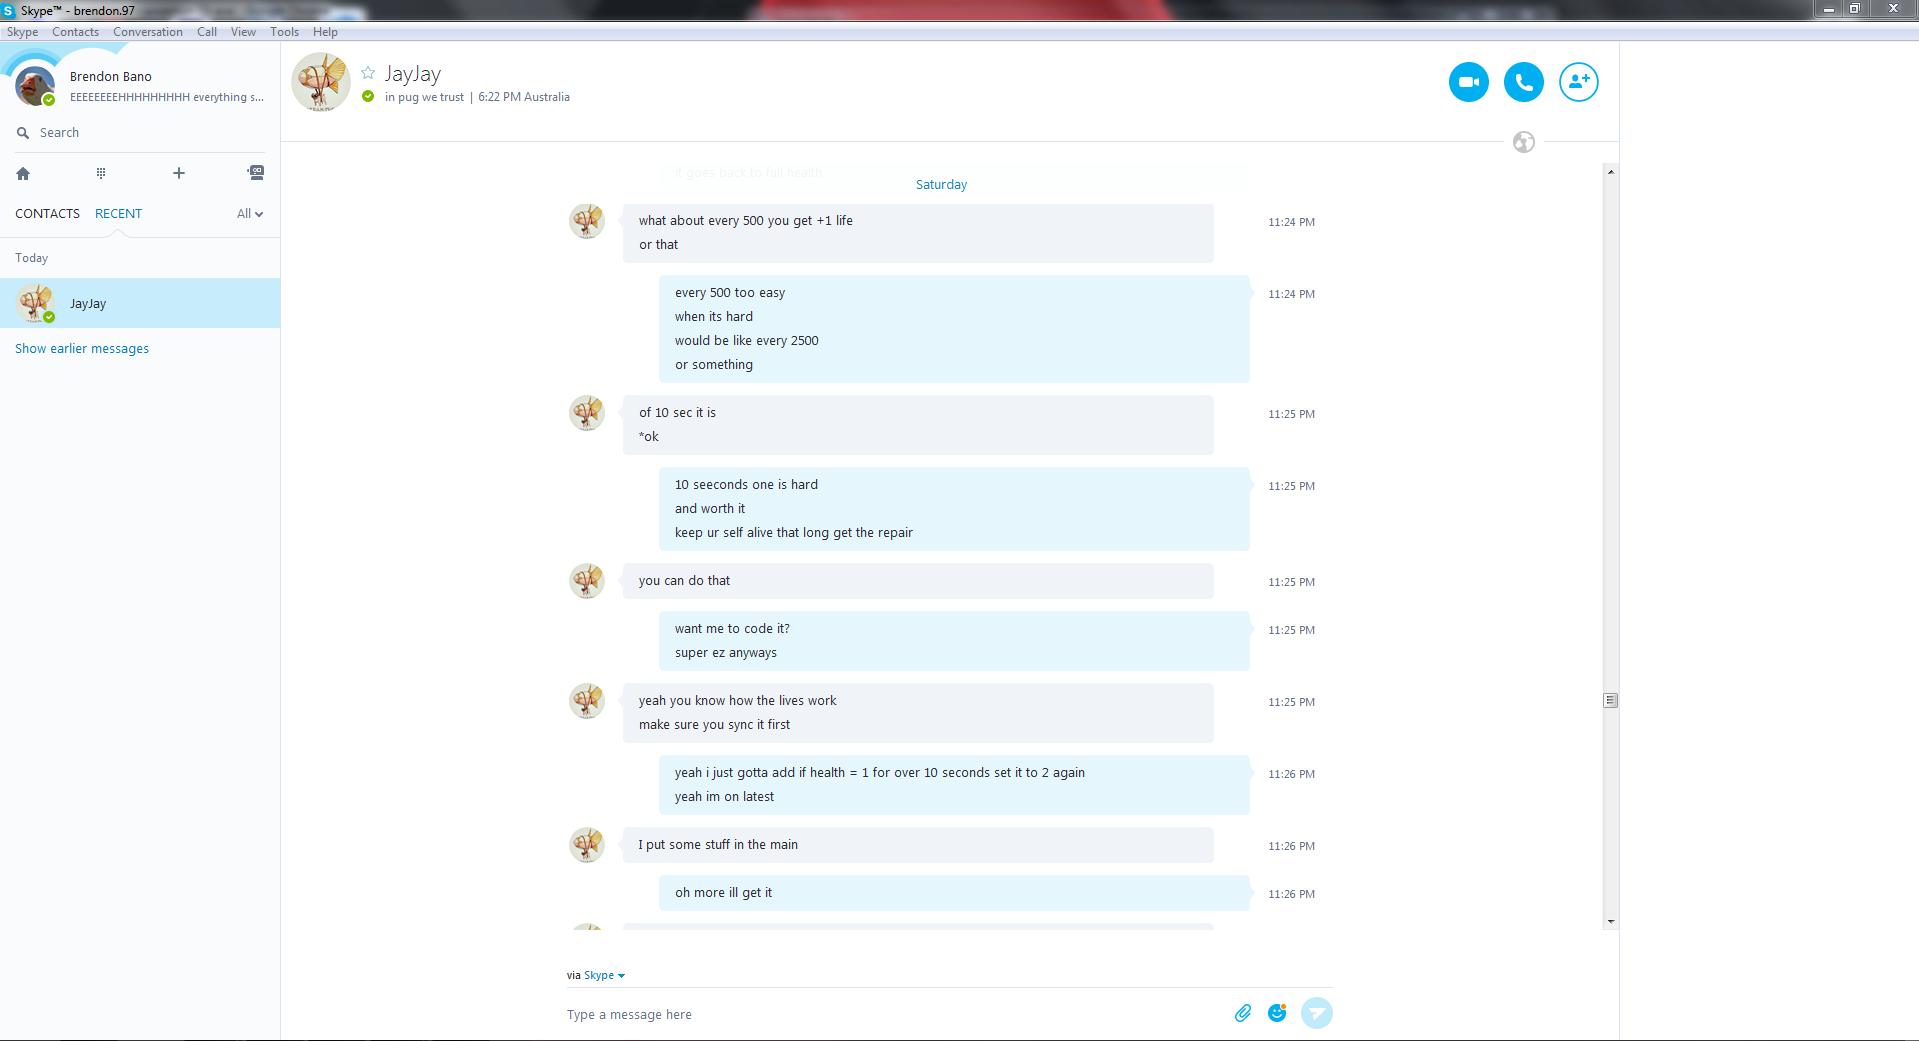 Skype™ - brendon.97
Skype Contacts Conversation Call View Tools Help
Brendon Bano
EEEEEEEEHHHHHHHHH everything s...
Search
CONTACTS RECENT All
Today
JayJay
Show earlier messages
JayJay
in pug we trust | 6:22 PM Australia
it goes back to full health
Saturday
what about every 500 you get +1 life 11:24 PM
or that
every 500 too easy 11:24 PM
when its hard
would be like every 2500
or something
of 10 sec it is 11:25 PM
*ok
10 seeconds one is hard 11:25 PM
and worth it
keep ur self alive that long get the repair
you can do that 11:25 PM
want me to code it? 11:25 PM
super ez anyways
yeah you know how the lives work 11:25 PM
make sure you sync it first
yeah i just gotta add if health = 1 for over 10 seconds set it to 2 again 11:26 PM
yeah im on latest
I put some stuff in the main 11:26 PM
oh more ill get it 11:26 PM
via Skype
Type a message here